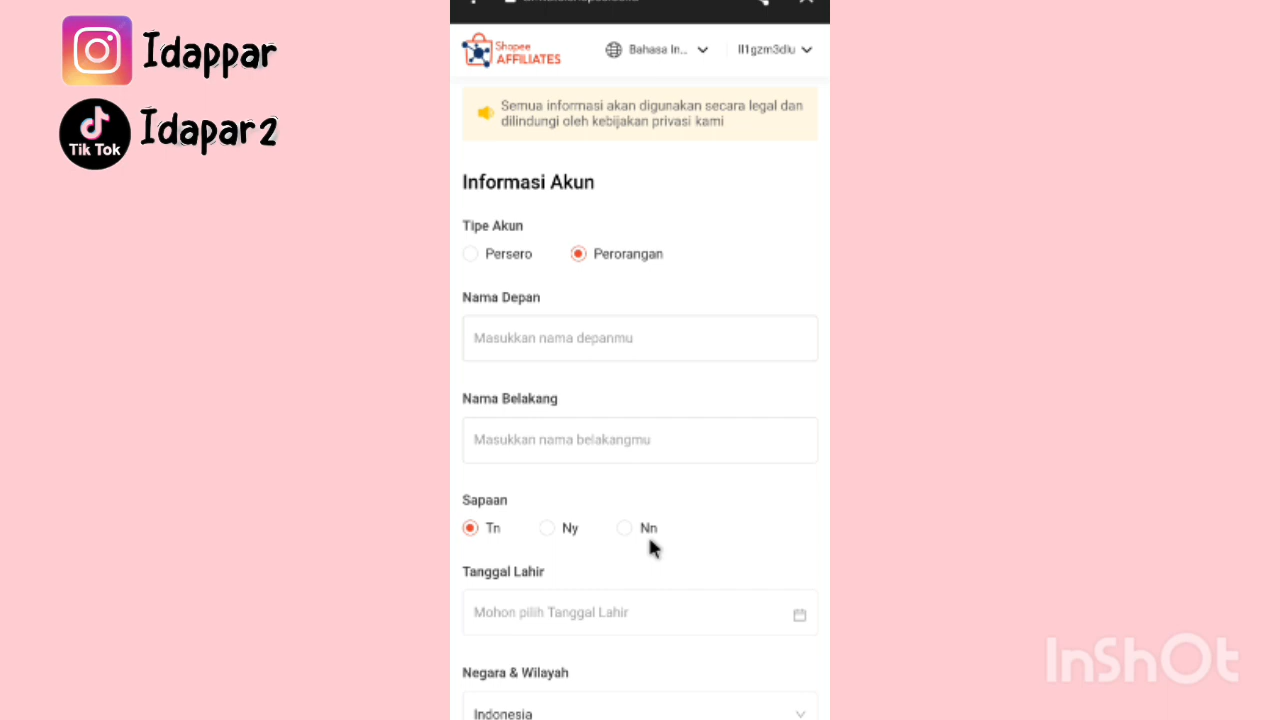 Idappar
Tik Tok
Idapar2
Shopee
AFFILIATES
Bahasa In...
Semua informasi akan digunakan secara legal dan
dilindungi oleh kebijakan privasi kami
Informasi Akun
Tipe Akun
Persero
Perorangan
Nama Depan
Masukkan nama depanmu
Nama Belakang
Masukkan nama belakangmu
Sapaan
Tn
Ny
Nn
Tanggal Lahir
Mohon pilih Tanggal Lahir
Negara & Wilayah
Indonesia
InShOt